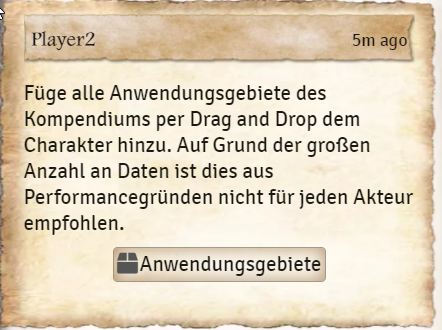 Player2 5m ago
Füge alle Anwendungsgebiete des
Kompendiums per Drag and Drop dem
Charakter hinzu. Auf Grund der großen
Anzahl an Daten ist dies aus
Performancegründen nicht für jeden Akteur
empfohlen.
Anwendungsgebiete